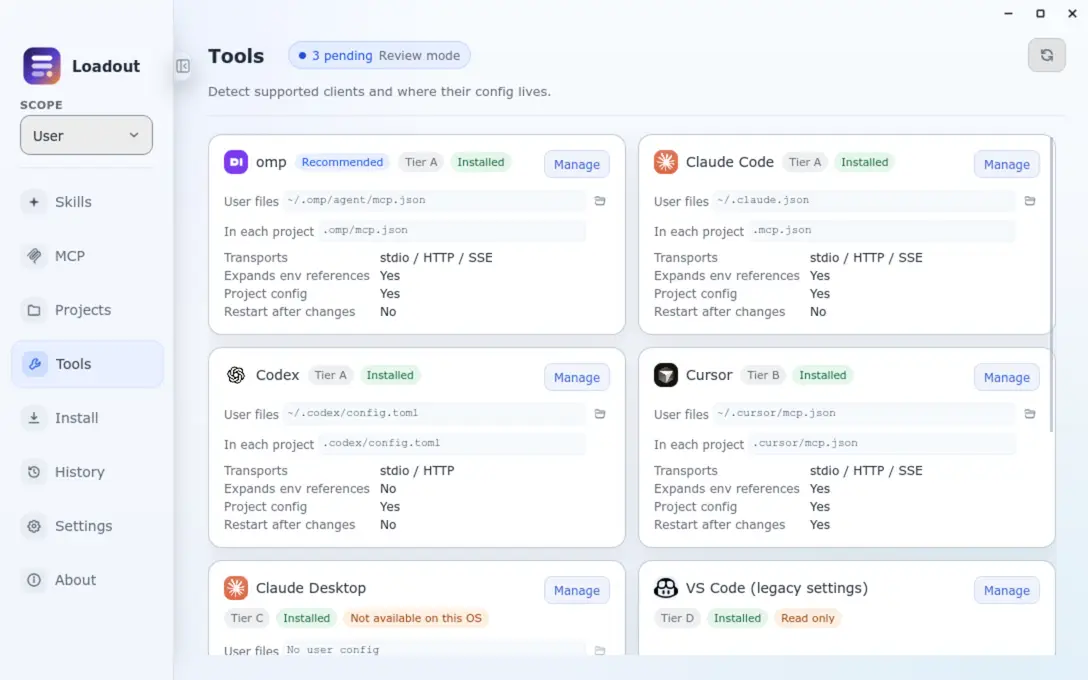 Loadout
SCOPE
User
Skills
MCP
Projects
Tools
Install
History
Settings
About
Tools
3 pending Review mode
Detect supported clients and where their config lives.
DI omp Recommended Tier A Installed Manage
User files ~/.omp/agent/mcp.json
In each project .omp/mcp.json
Transports stdio / HTTP / SSE
Expands env references Yes
Project config Yes
Restart after changes No
Claude Code Tier A Installed Manage
User files ~/.claude.json
In each project .mcp.json
Transports stdio / HTTP / SSE
Expands env references Yes
Project config Yes
Restart after changes No
Codex Tier A Installed Manage
User files ~/.codex/config.toml
In each project .codex/config.toml
Transports stdio / HTTP
Expands env references No
Project config Yes
Restart after changes No
Cursor Tier B Installed Manage
User files ~/.cursor/mcp.json
In each project .cursor/mcp.json
Transports stdio / HTTP / SSE
Expands env references Yes
Project config Yes
Restart after changes Yes
Claude Desktop Manage
Tier C Installed Not available on this OS
User files No user config
VS Code (legacy settings) Manage
Tier D Installed Read only